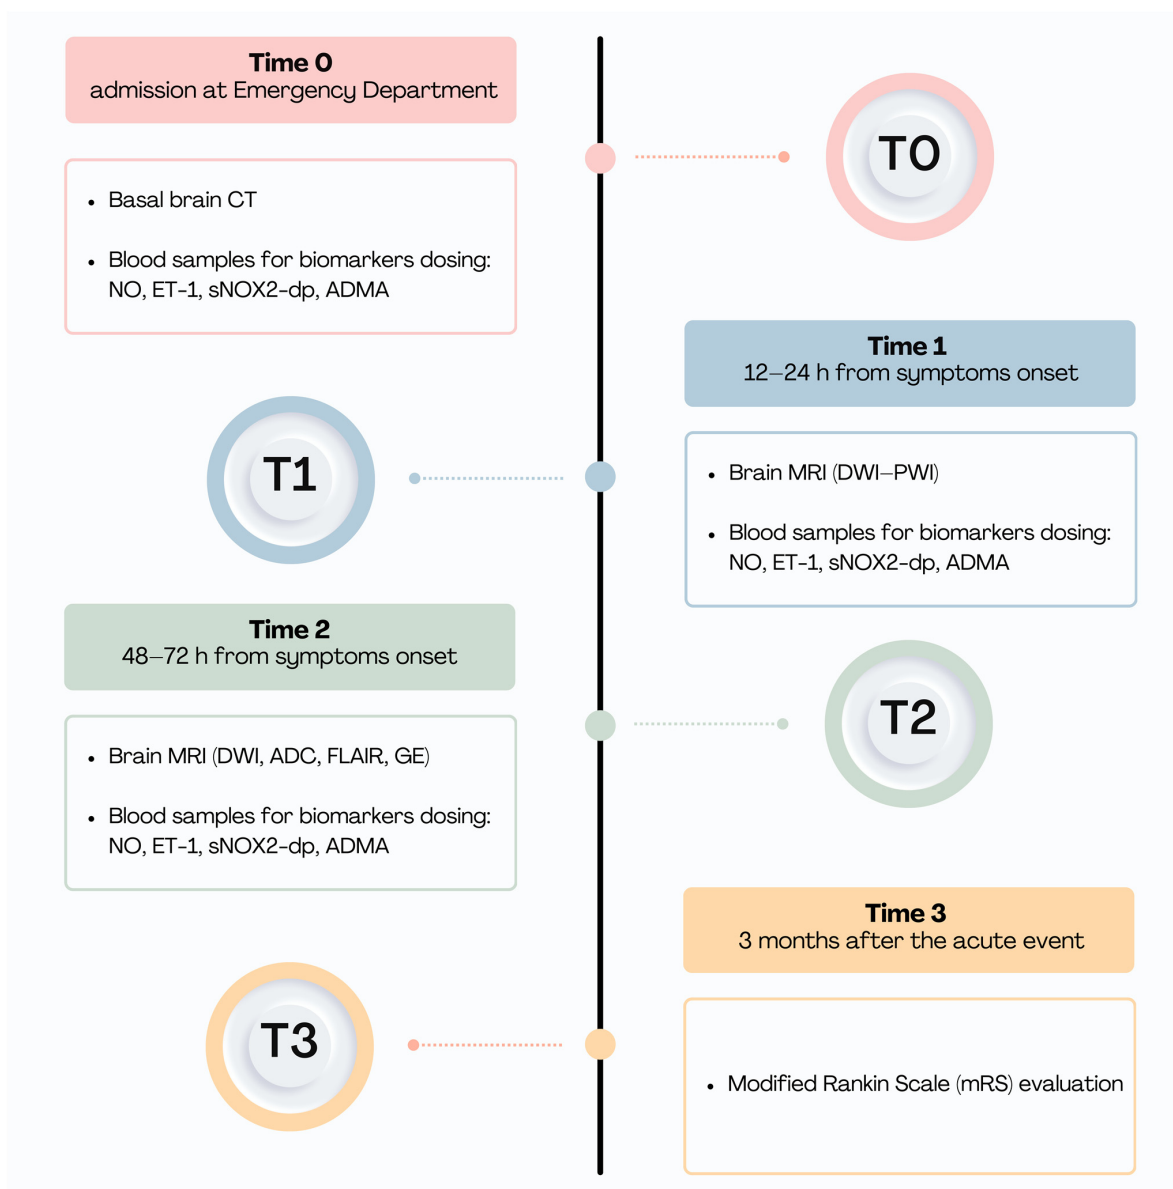 Time 0
admission at Emergency Department
T0
• Basal brain CT
• Blood samples for biomarkers dosing:
NO, ET-1, sNOX2-dp, ADMA
Time 1
12–24 h from symptoms onset
T1
• Brain MRI (DWI–PWI)
• Blood samples for biomarkers dosing:
NO, ET-1, sNOX2-dp, ADMA
Time 2
48–72 h from symptoms onset
T2
• Brain MRI (DWI, ADC, FLAIR, GE)
• Blood samples for biomarkers dosing:
NO, ET-1, sNOX2-dp, ADMA
Time 3
3 months after the acute event
T3
• Modified Rankin Scale (mRS) evaluation